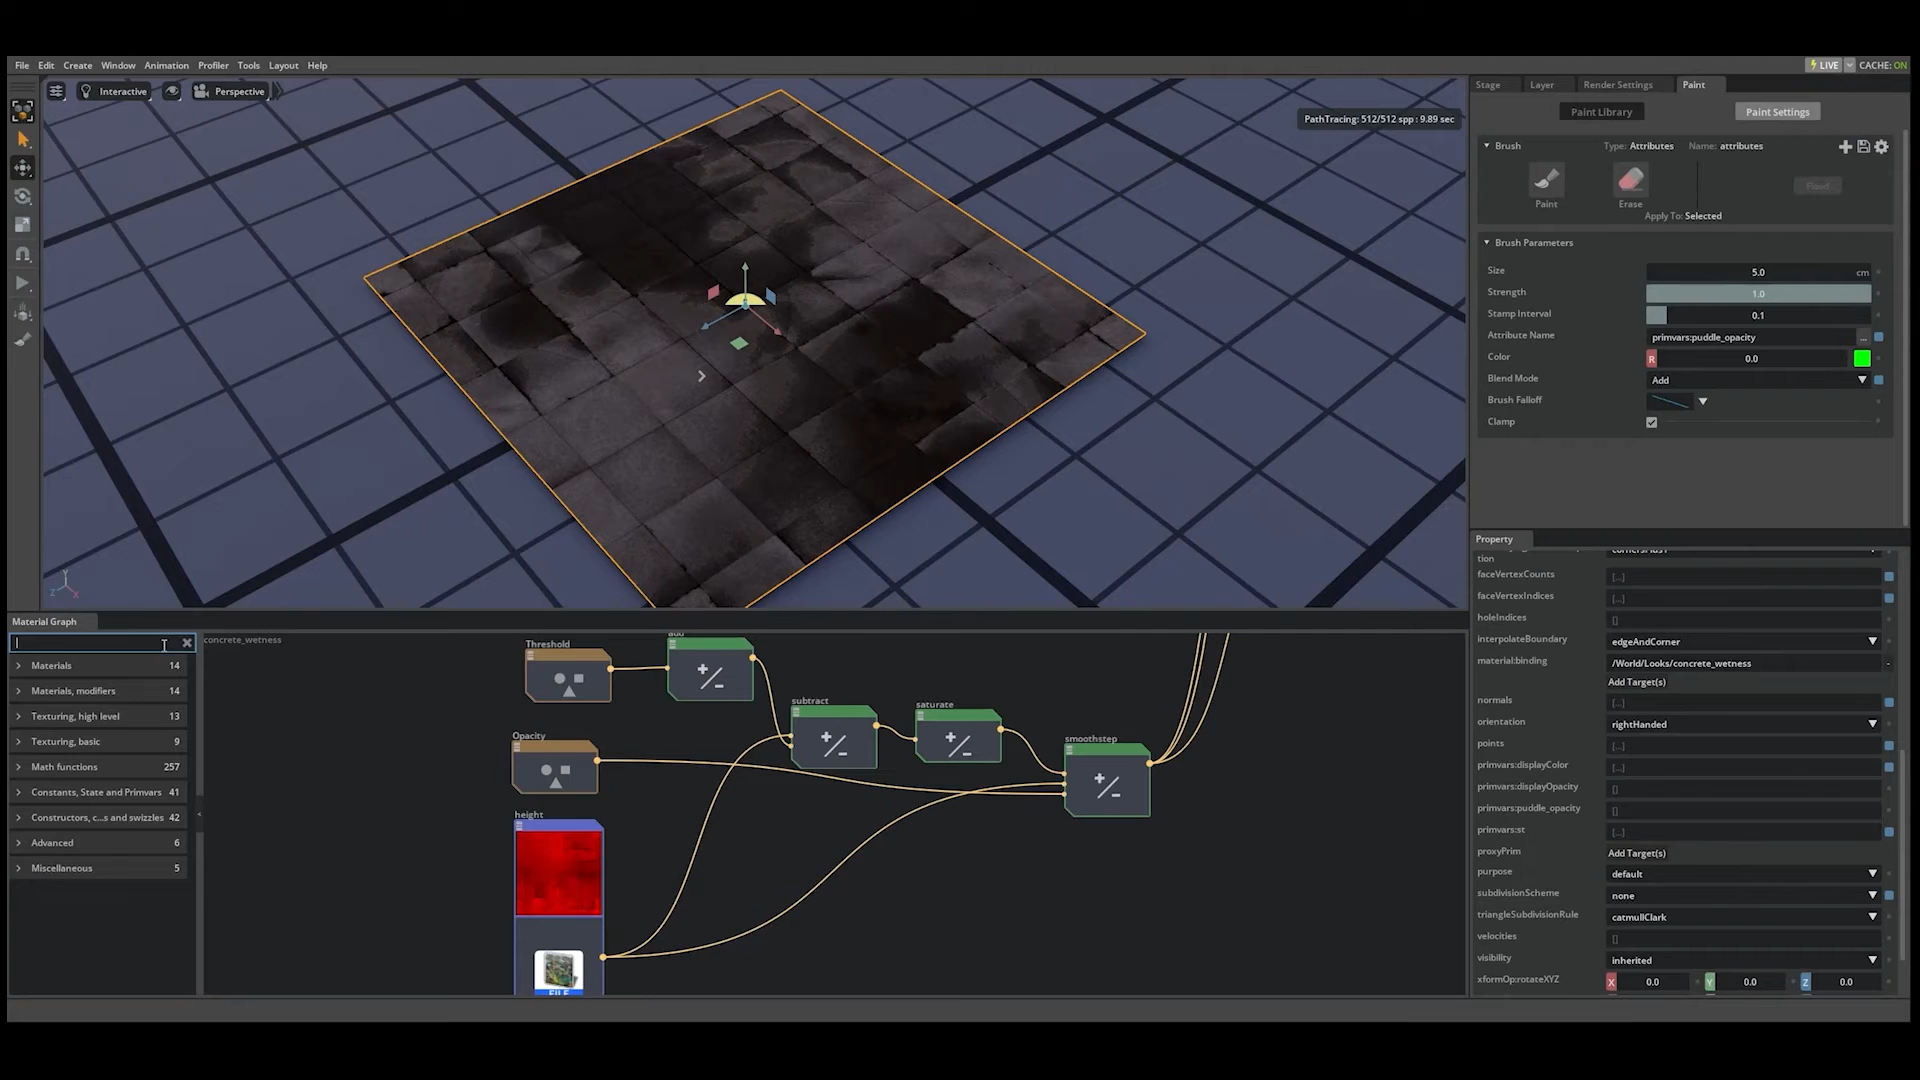 File Edit Create Window Animation Profiler Tools Layout Help
LIVE CACHE: ON
Interactive Perspective
PathTracing: 512/512 spp : 9.89 sec
Stage Layer Render Settings Paint
Paint Library Paint Settings
Brush Type: Attributes Name: attributes
Paint Erase Flood
Apply To: Selected
Brush Parameters
Size 5.0 cm
Strength 1.0
Stamp Interval 0.1
Attribute Name primvars:puddle_opacity ...
Color R 0.0
Blend Mode Add
Brush Falloff
Clamp
Property
tion
faceVertexCounts [...]
faceVertexIndices [...]
holeIndices []
interpolateBoundary edgeAndCorner
material:binding /World/Looks/concrete_wetness
Add Target(s)
normals [...]
orientation rightHanded
points [...]
primvars:displayColor [...]
primvars:displayOpacity []
primvars:puddle_opacity []
primvars:st [...]
proxyPrim Add Target(s)
purpose default
subdivisionScheme none
triangleSubdivisionRule catmullClark
velocities []
visibility inherited
xformOp:rotateXYZ X 0.0 Y 0.0 Z 0.0
Y
Z X
Material Graph
concrete_wetness
Materials 14
Materials, modifiers 14
Texturing, high level 13
Texturing, basic 9
Math functions 257
Constants, State and Primvars 41
Constructors, c...s and swizzles 42
Advanced 6
Miscellaneous 5
Threshold
add
subtract
saturate
smoothstep
Opacity
height
FILE